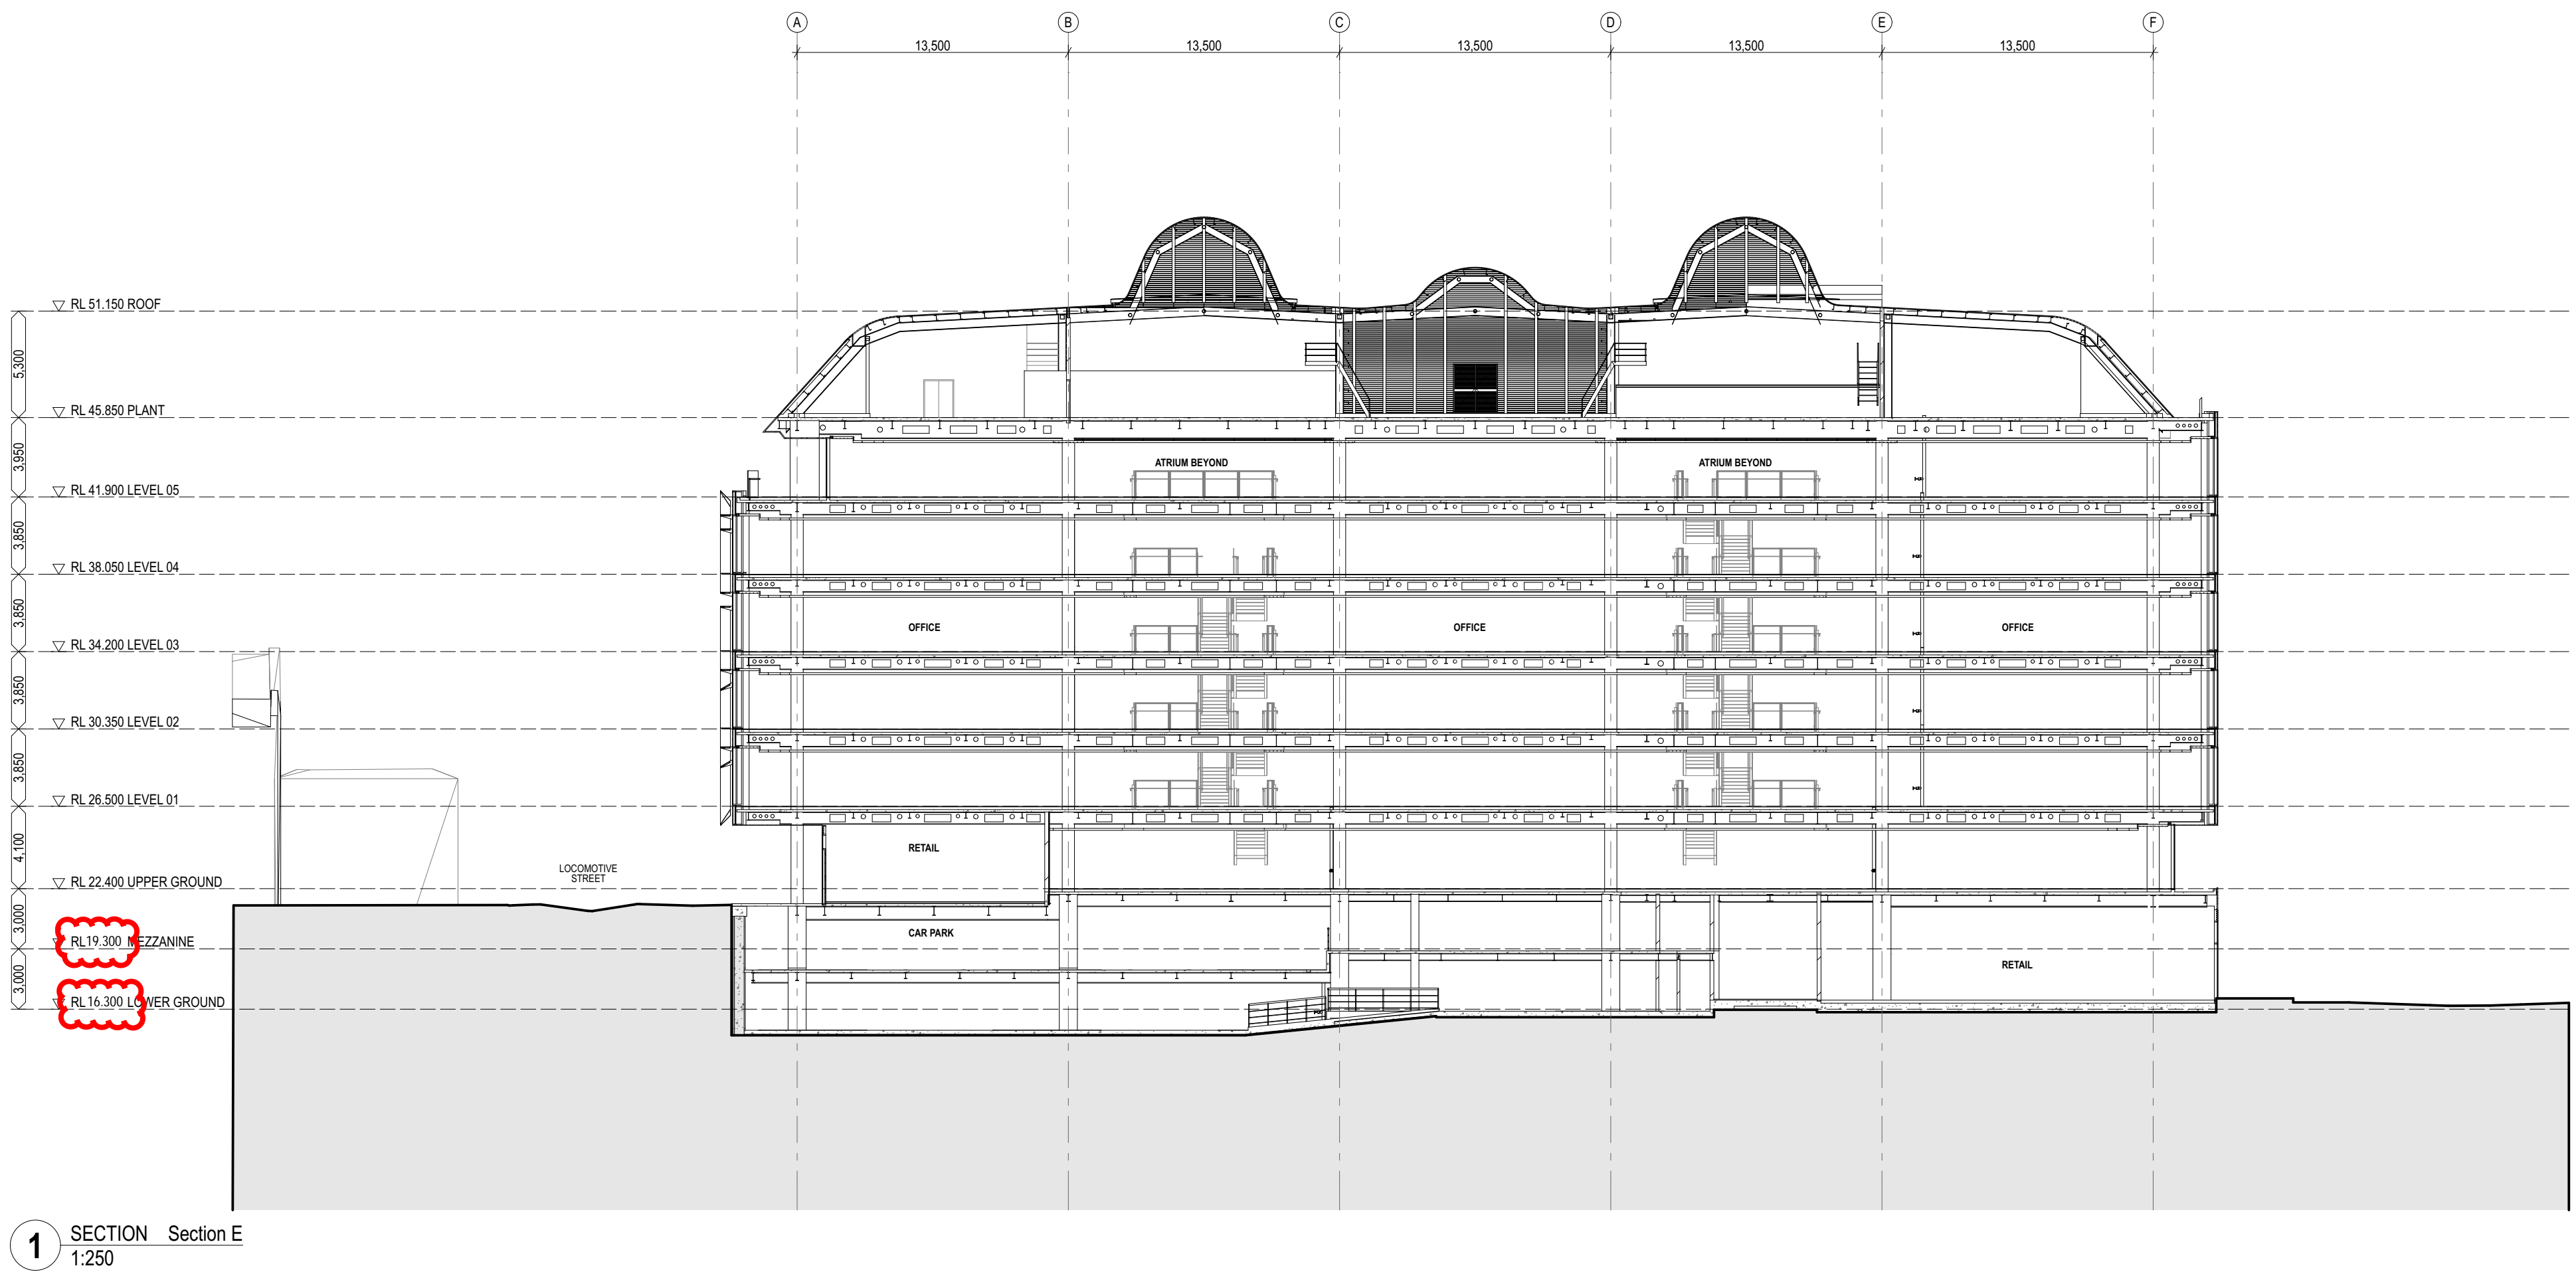 A B C D E F
13,500 13,500 13,500 13,500 13,500
RL 51.150 ROOF
5,300
RL 45.850 PLANT
3,950
ATRIUM BEYOND ATRIUM BEYOND
RL 41.900 LEVEL 05
3,850
RL 38.050 LEVEL 04
3,850
OFFICE OFFICE OFFICE
RL 34.200 LEVEL 03
3,850
RL 30.350 LEVEL 02
3,850
RL 26.500 LEVEL 01
4,100
RETAIL
LOCOMOTIVE
STREET
RL 22.400 UPPER GROUND
3,000
CAR PARK
RL 19.300 MEZZANINE
RETAIL
3,000
RL 16.300 LOWER GROUND
1 SECTION Section E
1:250